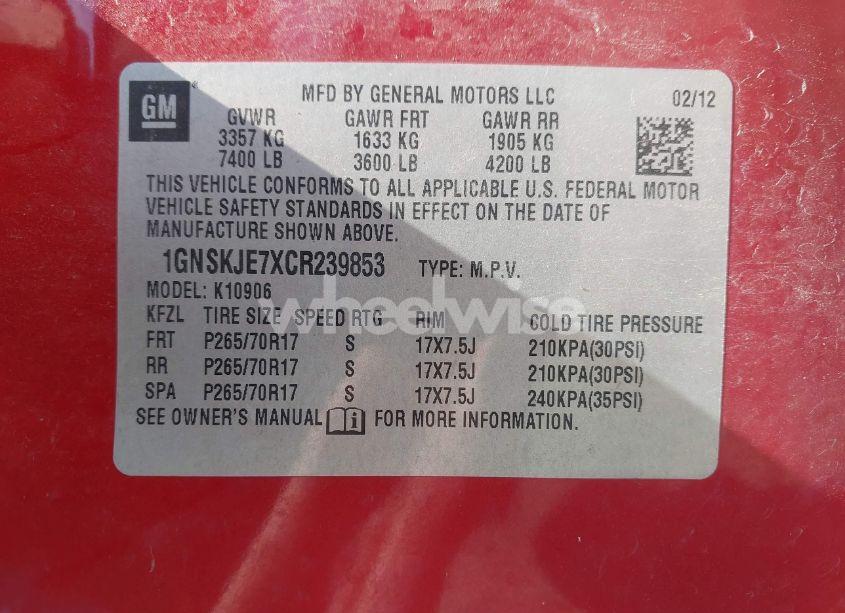 GM
MFD BY GENERAL MOTORS LLC 02/12
GVWR GAWR FRT GAWR RR
3357 KG 1633 KG 1905 KG
7400 LB 3600 LB 4200 LB
THIS VEHICLE CONFORMS TO ALL APPLICABLE U.S. FEDERAL MOTOR
VEHICLE SAFETY STANDARDS IN EFFECT ON THE DATE OF
MANUFACTURE SHOWN ABOVE.
1GNSKJE7XCR239853 TYPE: M.P.V.
MODEL: K10906
wheelwise
KFZL TIRE SIZE SPEED RTG RIM COLD TIRE PRESSURE
FRT P265/70R17 S 17X7.5J 210KPA(30PSI)
RR P265/70R17 S 17X7.5J 210KPA(30PSI)
SPA P265/70R17 S 17X7.5J 240KPA(35PSI)
SEE OWNER'S MANUAL FOR MORE INFORMATION.